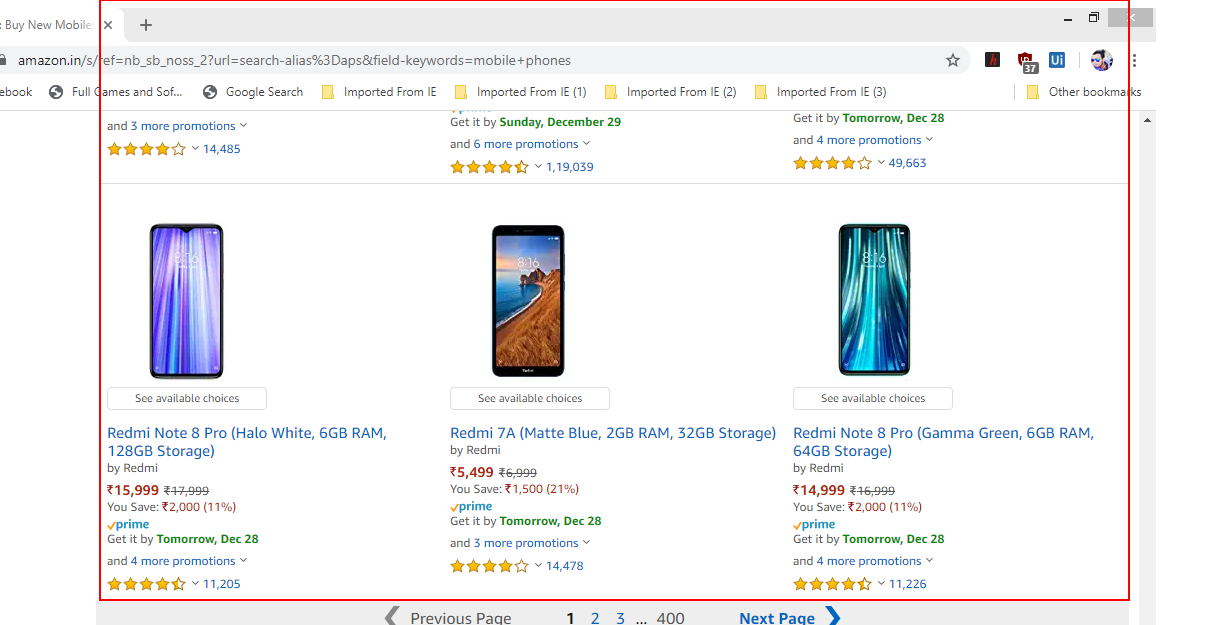 : Buy New Mobile
amazon.in/s/ref=nb_sb_noss_2?url=search-alias%3Daps&field-keywords=mobile+phones
37
Ui
ebook
Full Games and Sof...
Google Search
Imported From IE
Imported From IE (1)
Imported From IE (2)
Imported From IE (3)
Other bookmarks
and 3 more promotions
14,485
Get it by Sunday, December 29
and 6 more promotions
1,19,039
Get it by Tomorrow, Dec 28
and 4 more promotions
49,663
8:16
See available choices
Redmi Note 8 Pro (Halo White, 6GB RAM,
128GB Storage)
by Redmi
₹15,999 ₹17,999
You Save: ₹2,000 (11%)
prime
Get it by Tomorrow, Dec 28
and 4 more promotions
11,205
8:16
Redmi
See available choices
Redmi 7A (Matte Blue, 2GB RAM, 32GB Storage)
by Redmi
₹5,499 ₹6,999
You Save: ₹1,500 (21%)
prime
Get it by Tomorrow, Dec 28
and 3 more promotions
14,478
8:16
See available choices
Redmi Note 8 Pro (Gamma Green, 6GB RAM,
64GB Storage)
by Redmi
₹14,999 ₹16,999
You Save: ₹2,000 (11%)
prime
Get it by Tomorrow, Dec 28
and 4 more promotions
11,226
Previous Page 1 2 3 ... 400 Next Page